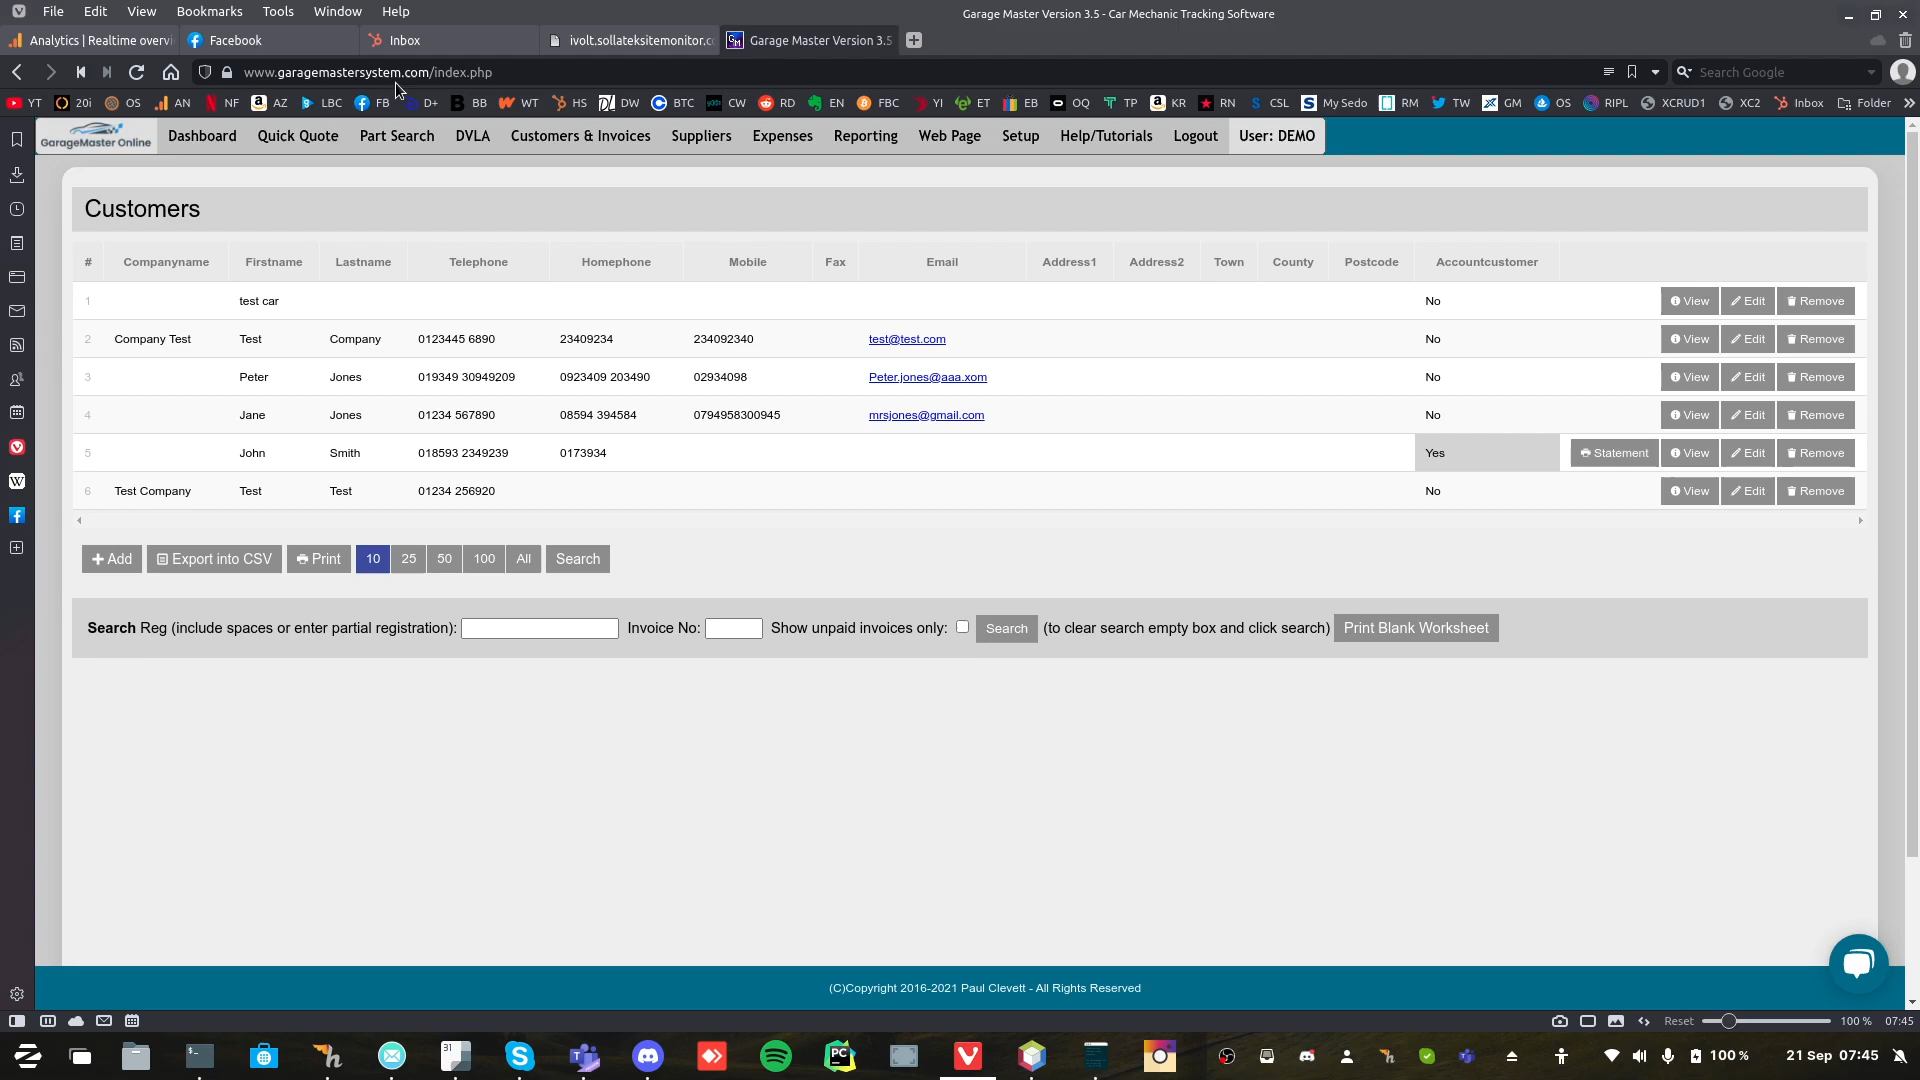 File Edit View Bookmarks Tools Window Help
Garage Master Version 3.5 - Car Mechanic Tracking Software
Analytics | Realtime overvi
Facebook
Inbox
ivolt.sollateksitemonitor.co
Garage Master Version 3.5
www.garagemastersystem.com/index.php
Search Google
YT 20i OS AN NF AZ LBC FB D+ BB WT HS DW BTC CW RD EN FBC YI ET EB OQ TP KR RN CSL My Sedo RM TW GM OS RIPL XCRUD1 XC2 Inbox Folder
GarageMaster Online
Dashboard Quick Quote Part Search DVLA Customers & Invoices Suppliers Expenses Reporting Web Page Setup Help/Tutorials Logout User: DEMO
Customers
# Companyname Firstname Lastname Telephone Homephone Mobile Fax Email Address1 Address2 Town County Postcode Accountcustomer
1 test car No View Edit Remove
2 Company Test Test Company 0123445 6890 23409234 234092340 test@test.com No View Edit Remove
3 Peter Jones 019349 30949209 0923409 203490 02934098 Peter.jones@aaa.xom No View Edit Remove
4 Jane Jones 01234 567890 08594 394584 0794958300945 mrsjones@gmail.com No View Edit Remove
5 John Smith 018593 2349239 0173934 Yes Statement View Edit Remove
6 Test Company Test Test 01234 256920 No View Edit Remove
Add Export into CSV Print 10 25 50 100 All Search
Search Reg (include spaces or enter partial registration): Invoice No: Show unpaid invoices only: Search (to clear search empty box and click search) Print Blank Worksheet
(C)Copyright 2016-2021 Paul Clevett - All Rights Reserved
Reset 100 % 07:45
31
PC
100 % 21 Sep 07:45